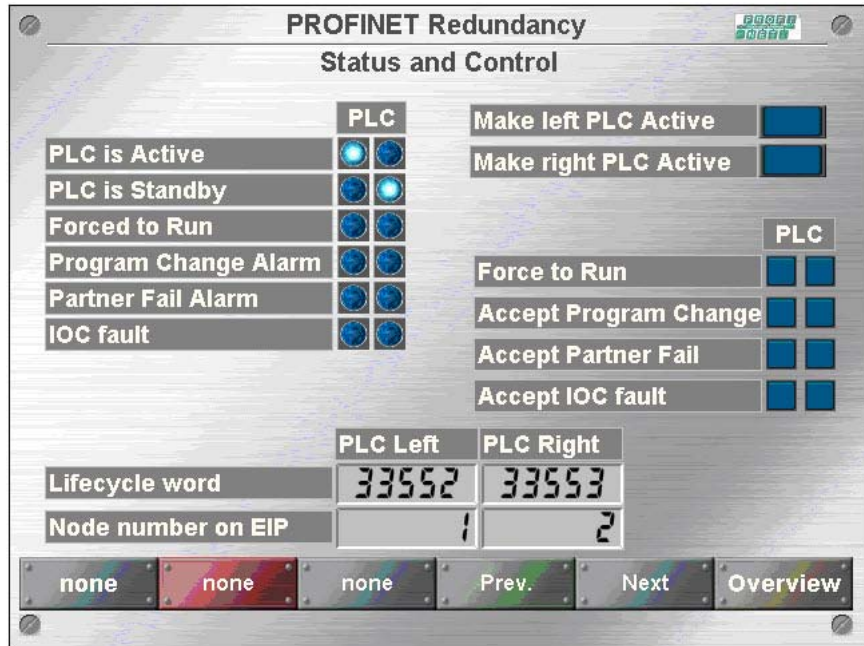 PROFINET Redundancy
PROFI
NET
Status and Control
PLC
PLC is Active
PLC is Standby
Forced to Run
Program Change Alarm
Partner Fail Alarm
IOC fault
Make left PLC Active
Make right PLC Active
PLC
Force to Run
Accept Program Change
Accept Partner Fail
Accept IOC fault
PLC Left PLC Right
Lifecycle word 33552 33553
Node number on EIP 1 2
none none none Prev. Next Overview